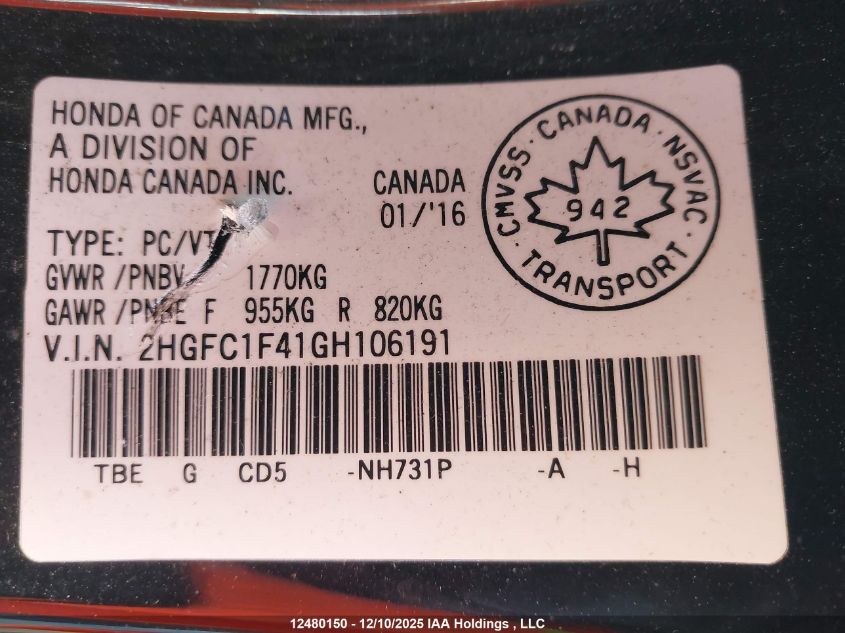 HONDA OF CANADA MFG.,
A DIVISION OF
HONDA CANADA INC.
CANADA
01/'16
CMVSS · CANADA · NSVAC ·
942
TRANSPORT
TYPE: PC/
GVWR /PNBV 1770KG
GAWR / F 955KG R 820KG
V.I.N. 2HGFC1F41GH106191
TBE G CD5 -NH731P -A -H
12480150 - 12/10/2025 IAA Holdings , LLC